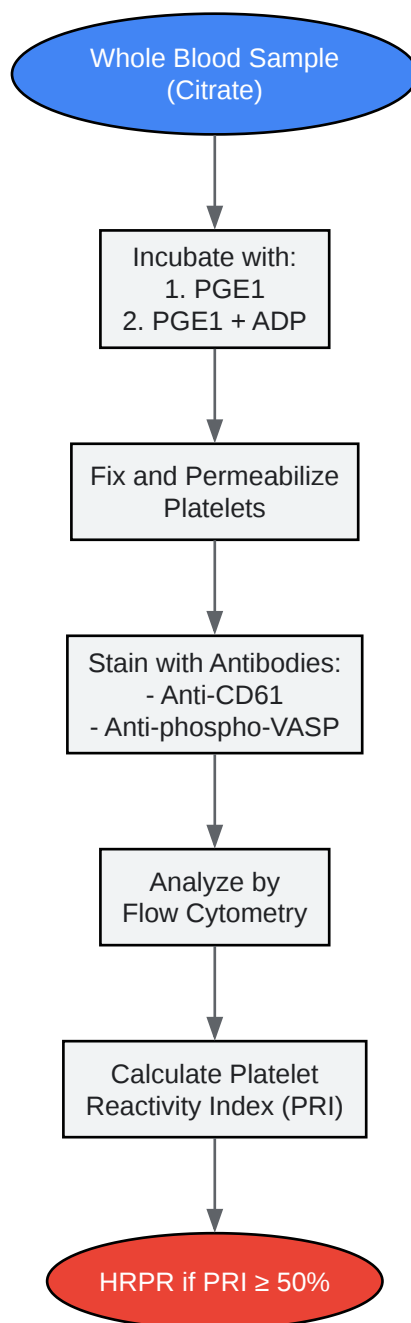 Whole Blood Sample
(Citrate)
Incubate with:
1. PGE1
2. PGE1 + ADP
Fix and Permeabilize
Platelets
Stain with Antibodies:
- Anti-CD61
- Anti-phospho-VASP
Analyze by
Flow Cytometry
Calculate Platelet
Reactivity Index (PRI)
HRPR if PRI ≥ 50%